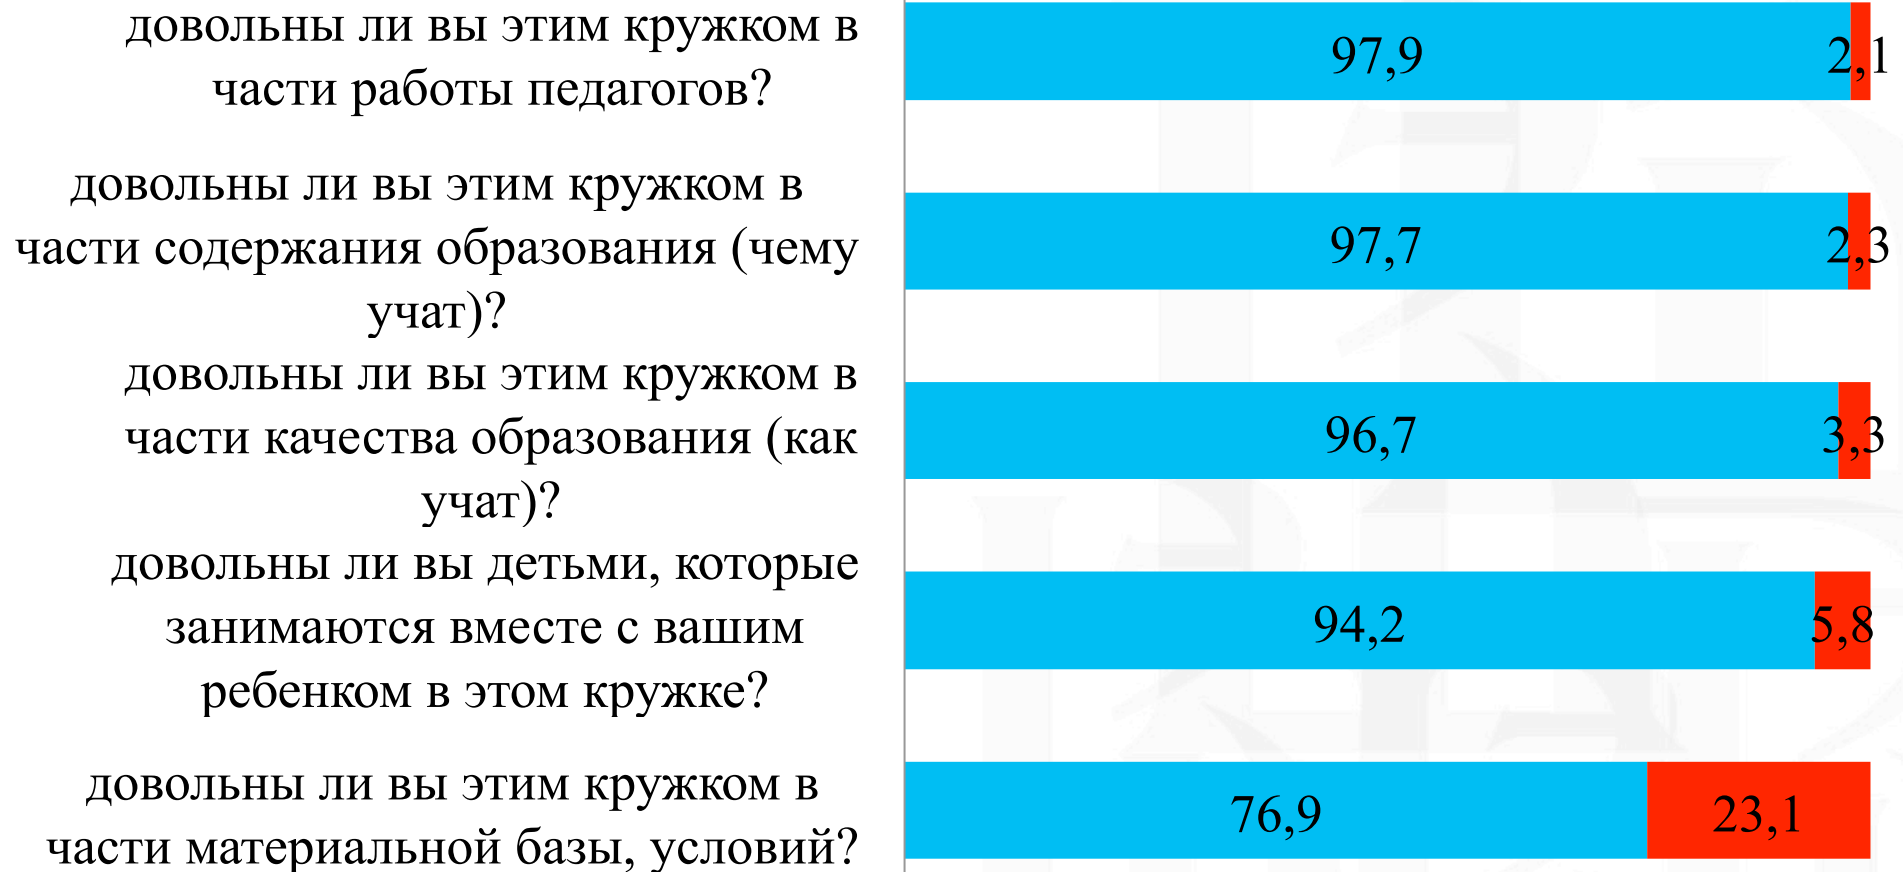 довольны ли вы этим кружком в
части работы педагогов?
97,9
2,1
довольны ли вы этим кружком в
части содержания образования (чему
учат)?
97,7
2,3
довольны ли вы этим кружком в
части качества образования (как
учат)?
96,7
3,3
довольны ли вы детьми, которые
занимаются вместе с вашим
ребенком в этом кружке?
94,2
5,8
довольны ли вы этим кружком в
части материальной базы, условий?
76,9
23,1